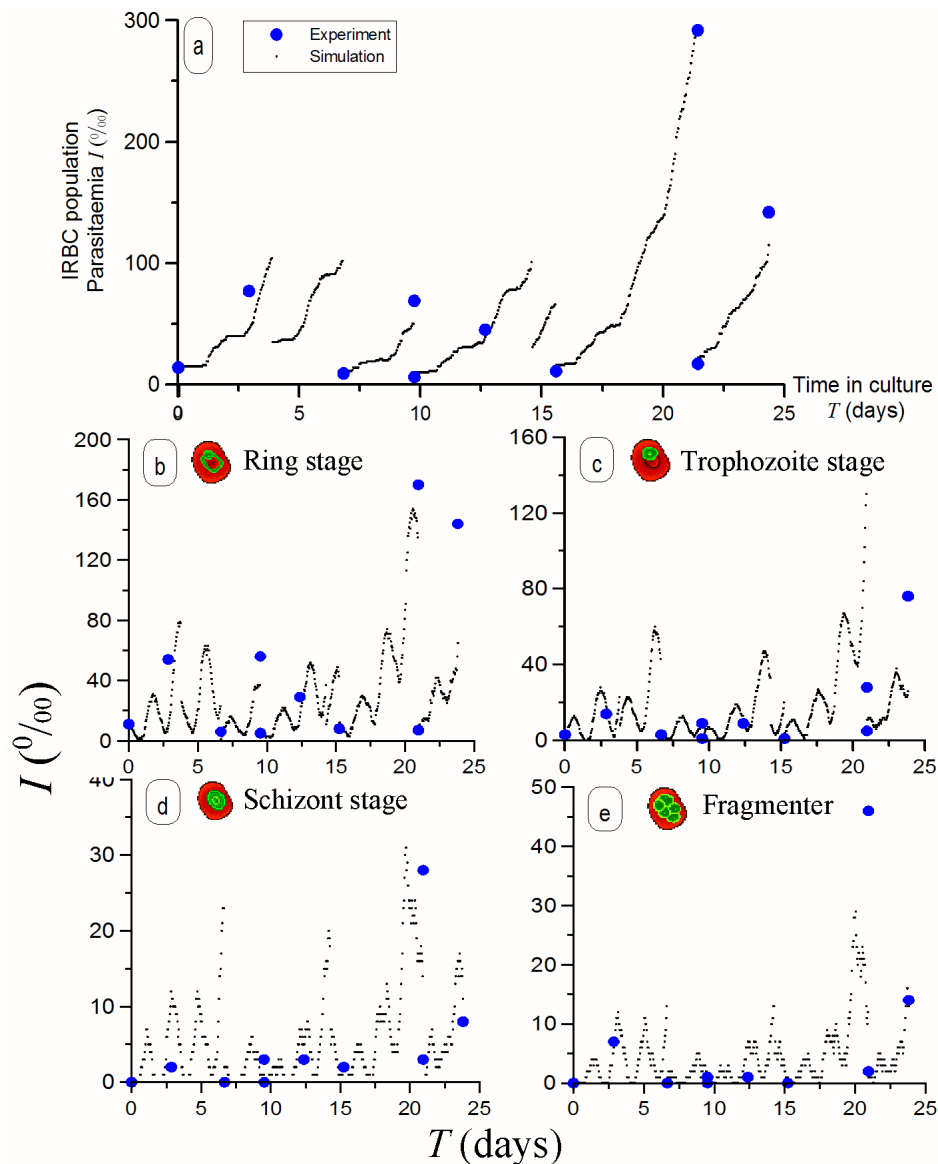 a
Experiment
Simulation
IRBC population
Parasitaemia I (0/00)
300
200
100
0
0 5 10 15 20 25
Time in culture
T (days)
b
Ring stage
200
160
120
80
40
0
0 5 10 15 20 25
c
Trophozoite stage
160
120
80
40
0
0 5 10 15 20 25
I (0/00)
d
Schizont stage
40
30
20
10
0
0 5 10 15 20 25
e
Fragmenter
50
40
30
20
10
0
0 5 10 15 20 25
T (days)